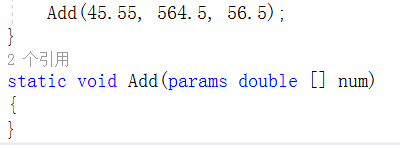 Add(45.55, 564.5, 56.5);
}
2 个引用
static void Add(params double [] num)
{
}